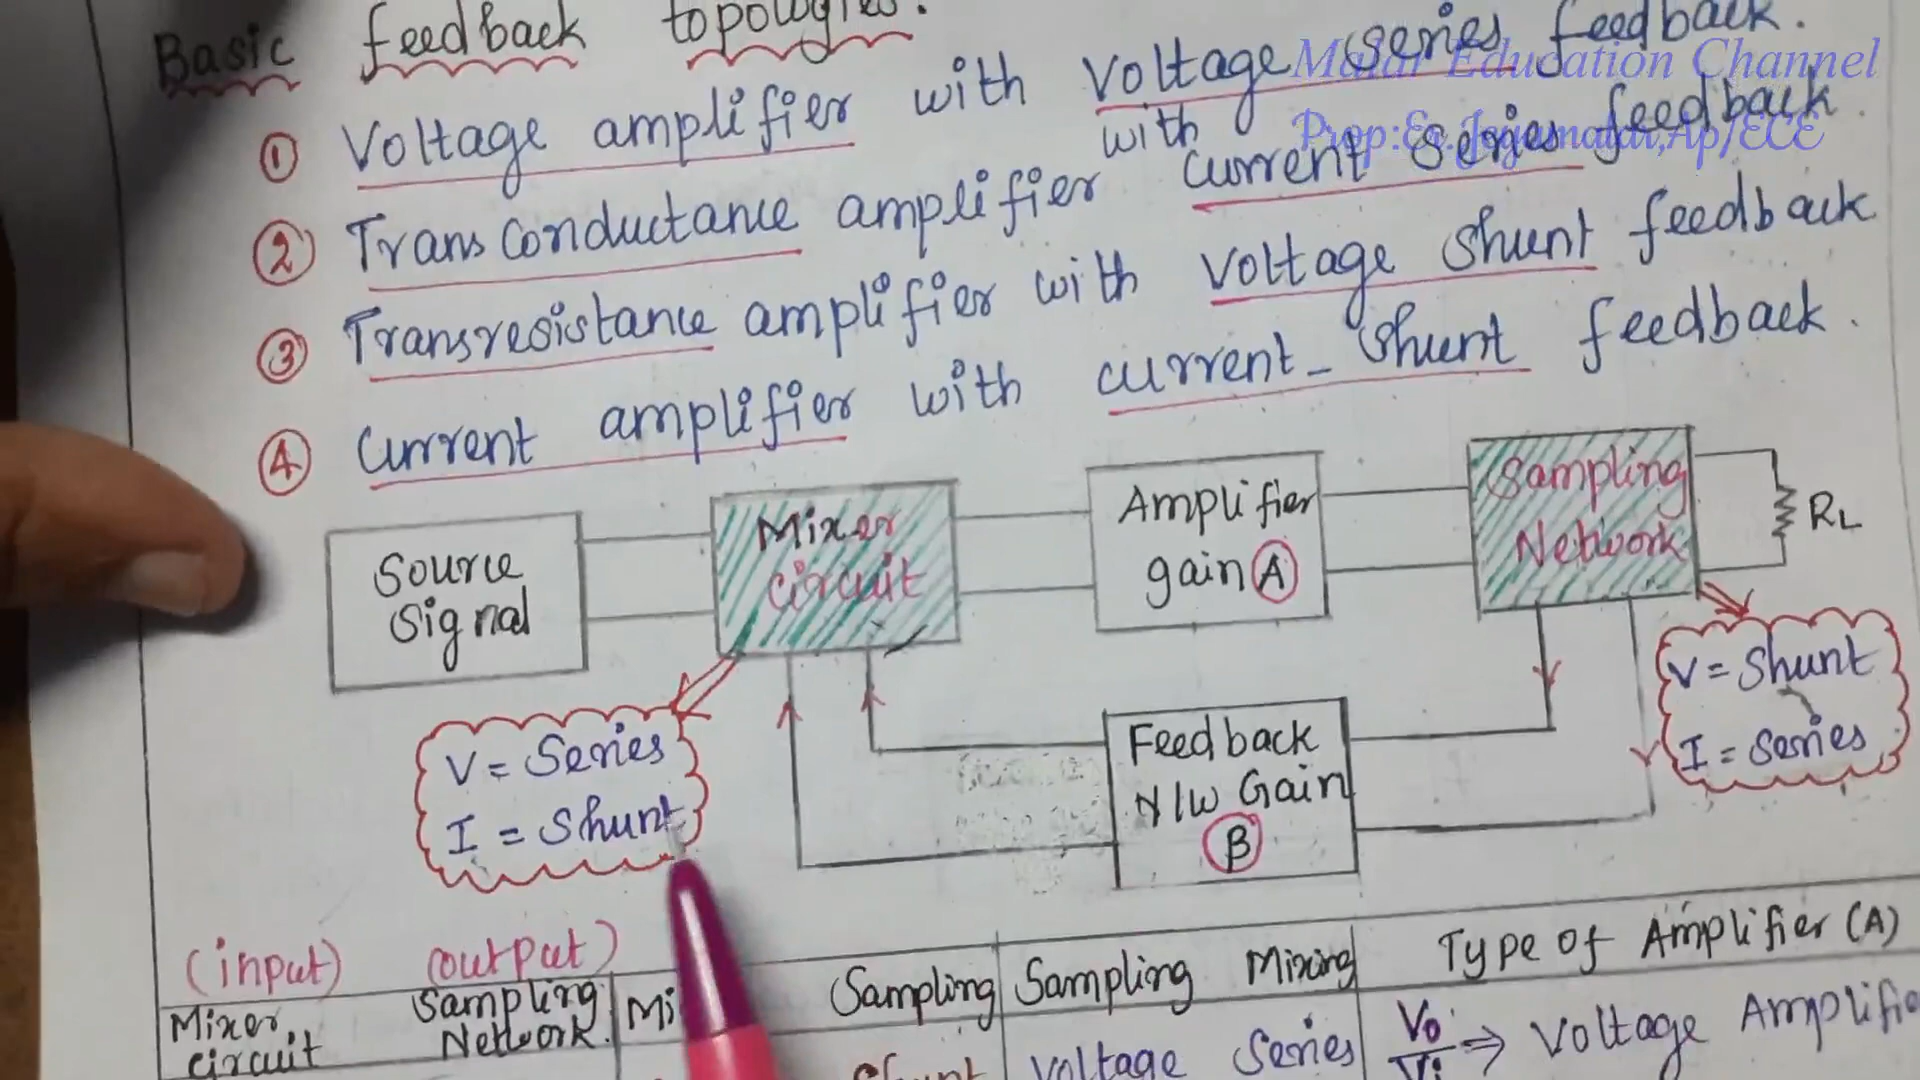 Basic feedback topologies.
① Voltage amplifier with Voltage series feedback.
② Trans conductance amplifier with current series feedback
③ Transresistance amplifier with voltage shunt feedback
④ Current amplifier with current - shunt feedback.
Malar Education Channel
Source Signal
Mixer circuit
Amplifier gain A
Sampling Network
RL
V = Series
I = Shunt
Feedback N/W Gain β
V = Shunt
I = Series
(input) (output)
Mixer circuit
Sampling Network.
Sampling
Sampling Mixing
Type of Amplifier (A)
Shunt
Voltage Series
Vo/Vi ⇒ Voltage